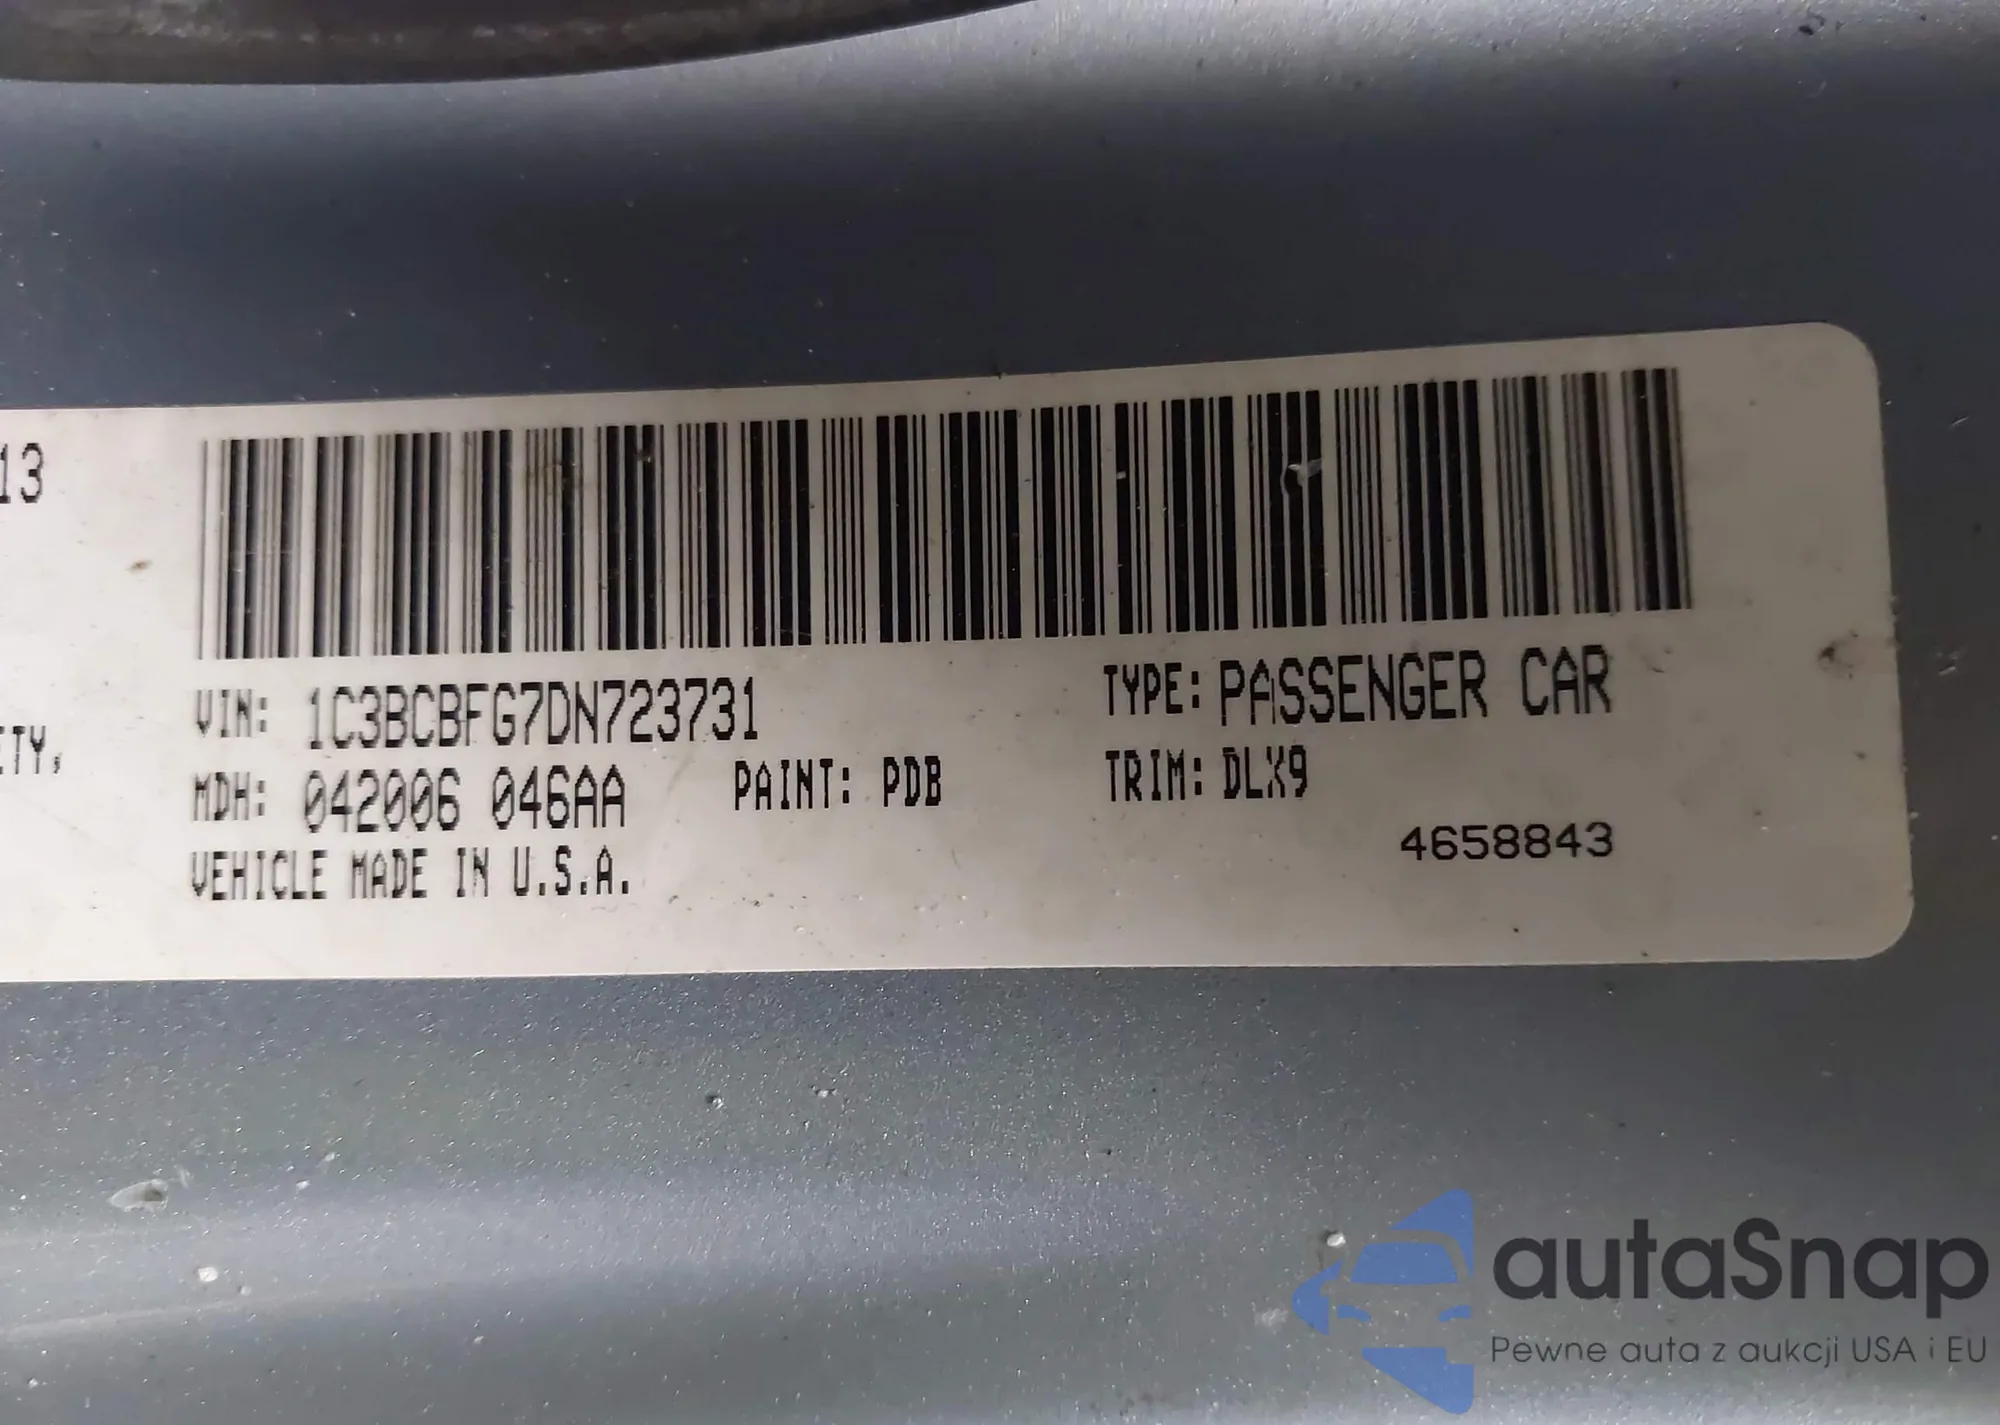 13
ETY,
VIN: 1C3BCBFG7DN723731 TYPE: PASSENGER CAR
MDH: 042006 046AA PAINT: PDB TRIM: DLX9
VEHICLE MADE IN U.S.A. 4658843
autaSnap
Pewne auta z aukcji USA i EU